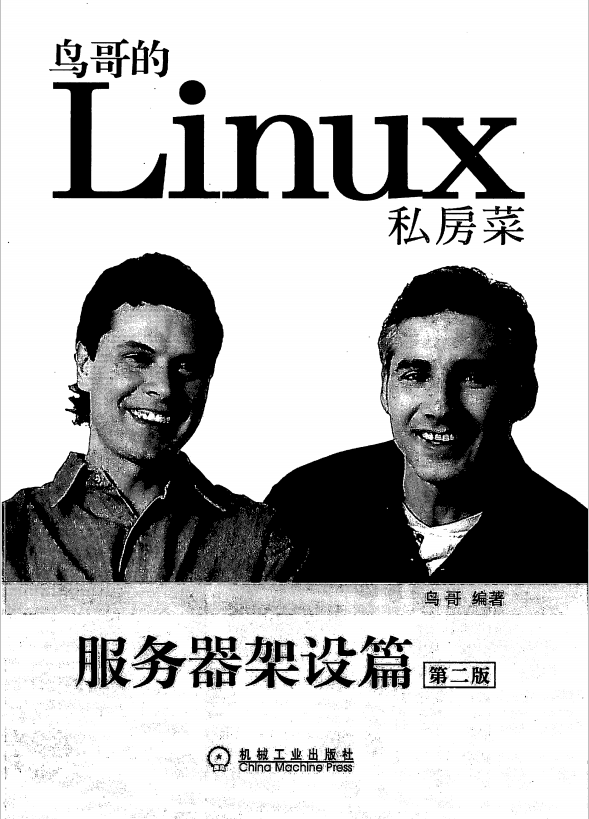 鸟哥的
Linux
私房菜
鸟哥 编著
服务器架设篇 第二版
机械工业出版社
China Machine Press